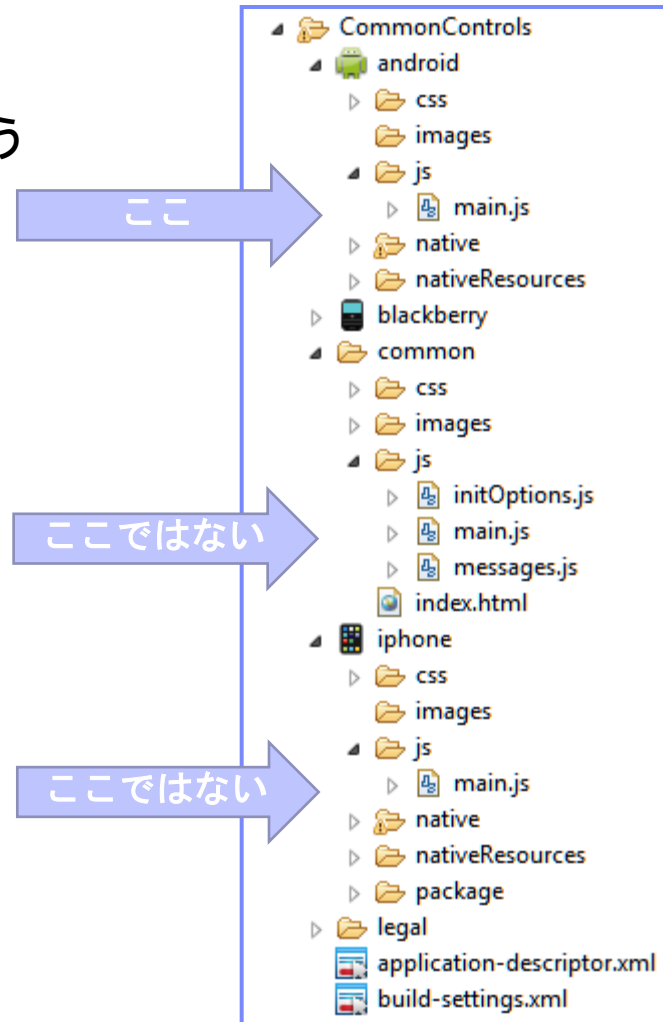 う
ここ
ここではない
ここではない
CommonControls
android
css
images
js
main.js
native
nativeResources
blackberry
common
css
images
js
initOptions.js
main.js
messages.js
index.html
iphone
css
images
js
main.js
native
nativeResources
package
legal
application-descriptor.xml
build-settings.xml